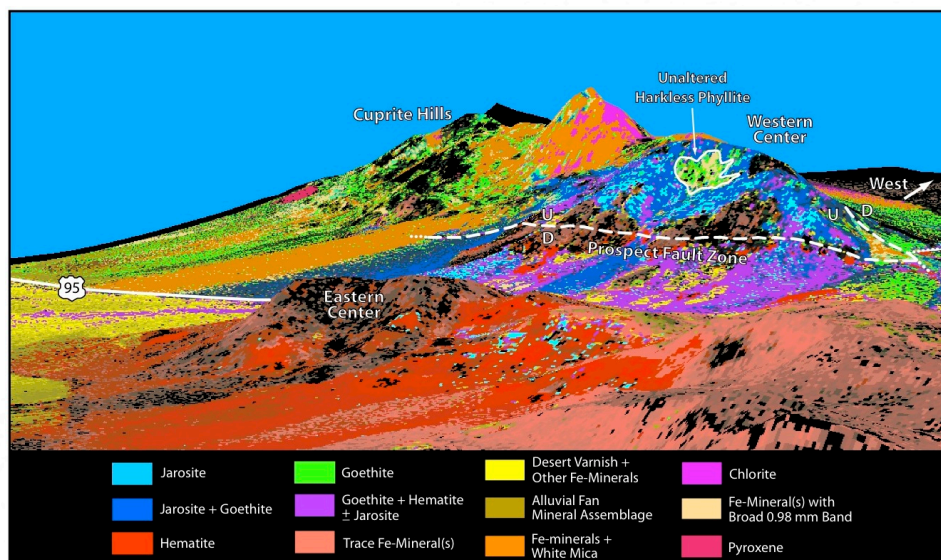 Unaltered
Harkless Phyllite
Cuprite Hills
Western
Center
West
U
D
U
D
Prospect Fault Zone
95
Eastern
Center
Jarosite
Goethite
Desert Varnish +
Other Fe-Minerals
Chlorite
Jarosite + Goethite
Goethite + Hematite
± Jarosite
Alluvial Fan
Mineral Assemblage
Fe-Mineral(s) with
Broad 0.98 mm Band
Hematite
Trace Fe-Mineral(s)
Fe-minerals +
White Mica
Pyroxene